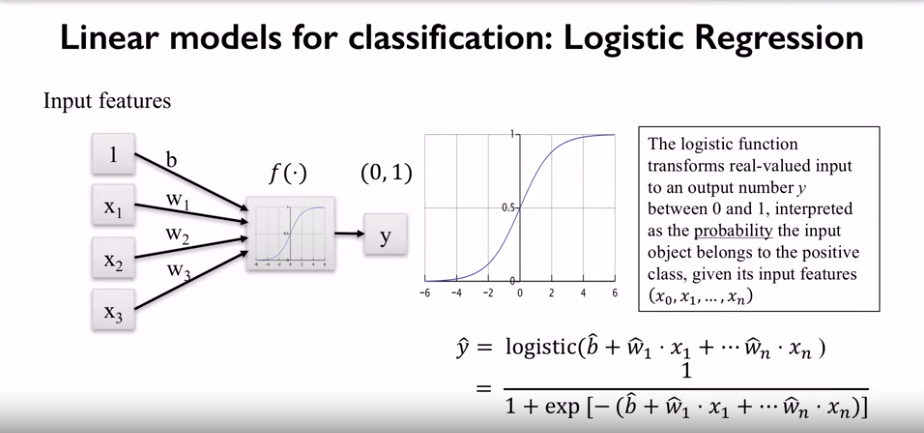 Linear models for classification: Logistic Regression
Input features
1
b
x₁
w₁
x₂
w₂
x₃
w₃
f(·)
(0, 1)
y
1
0.5
0
-6 -4 -2 0 2 4 6
The logistic function
transforms real-valued input
to an output number y
between 0 and 1, interpreted
as the probability the input
object belongs to the positive
class, given its input features
(x₀, x₁, …, xₙ)
ŷ = logistic(b̂ + ŵ₁ · x₁ + ⋯ ŵₙ · xₙ )
1
=
1 + exp [− (b̂ + ŵ₁ · x₁ + ⋯ ŵₙ · xₙ)]